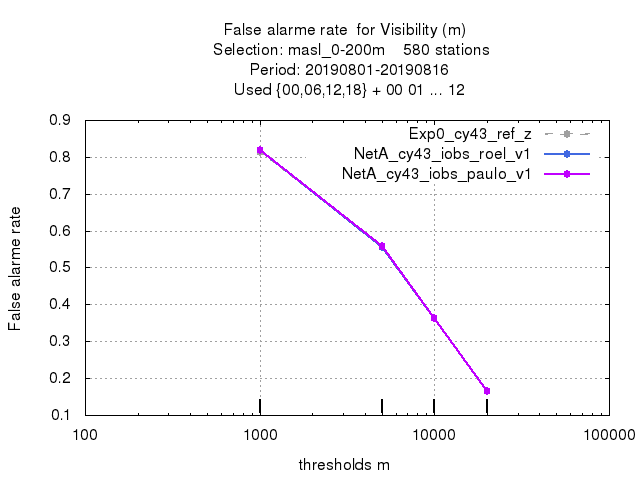 False alarme rate  for Visibility (m)
Selection: masl_0-200m    580 stations
Period: 20190801-20190816
Used {00,06,12,18} + 00 01 ... 12
Exp0_cy43_ref_z
NetA_cy43_iobs_roel_v1
NetA_cy43_iobs_paulo_v1
False alarme rate
0.9
0.8
0.7
0.6
0.5
0.4
0.3
0.2
0.1
100 1000 10000 100000
thresholds m